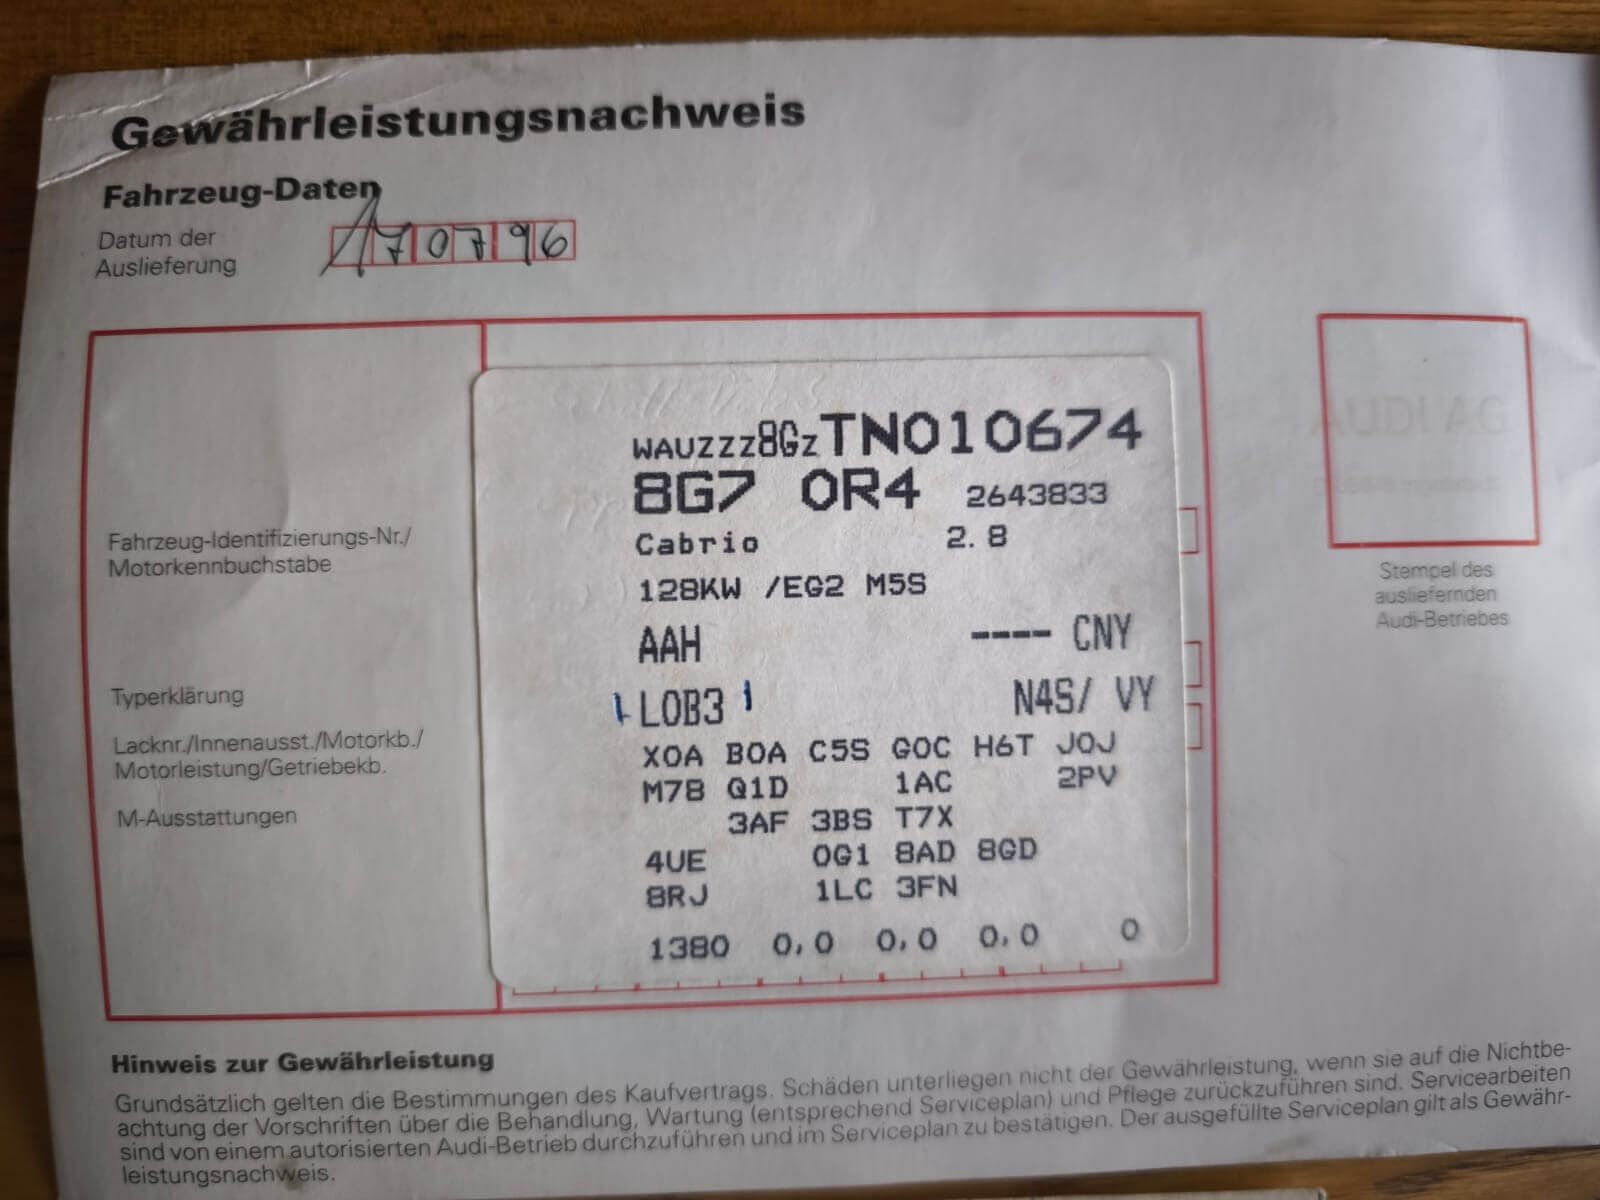 Gewährleistungsnachweis
Fahrzeug-Daten
Datum der
Auslieferung
170796
WAUZZZ8GZTN010674
8G7 0R4 2643833
Cabrio 2.8
128KW /EG2 M5S
AAH ---- CNY
L0B3 N4S/ VY
X0A B0A C5S G0C H6T J0J
M78 Q1D 1AC 2PV
3AF 3BS T7X
4UE 0G1 8AD 8GD
8RJ 1LC 3FN
1380 0,0 0,0 0,0 0
Fahrzeug-Identifizierungs-Nr./
Motorkennbuchstabe
Typerklärung
Lacknr./Innenausst./Motorkb./
Motorleistung/Getriebekb.
M-Ausstattungen
AUDI AG
Stempel des
ausliefernden
Audi-Betriebes
Hinweis zur Gewährleistung
Grundsätzlich gelten die Bestimmungen des Kaufvertrags. Schäden unterliegen nicht der Gewährleistung, wenn sie auf die Nichtbe-
achtung der Vorschriften über die Behandlung, Wartung (entsprechend Serviceplan) und Pflege zurückzuführen sind. Servicearbeiten
sind von einem autorisierten Audi-Betrieb durchzuführen und im Serviceplan zu bestätigen. Der ausgefüllte Serviceplan gilt als Gewähr-
leistungsnachweis.